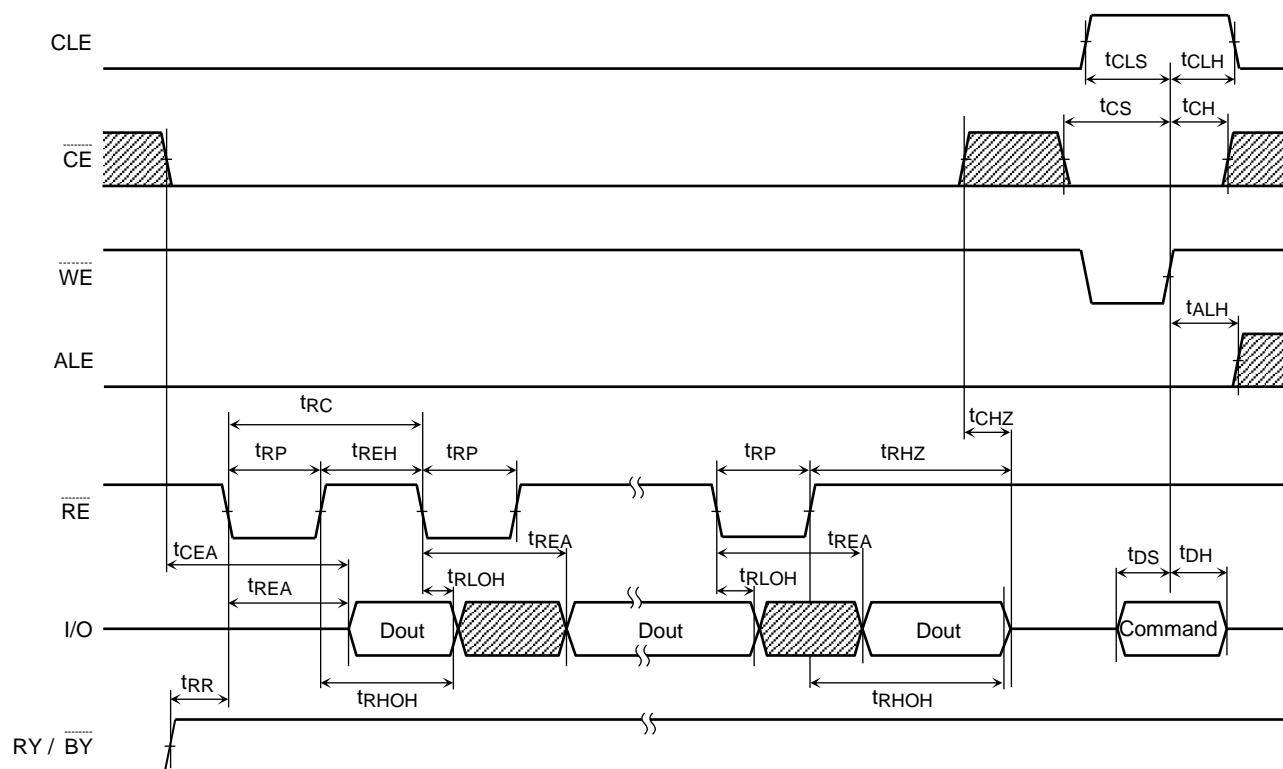 CLE
tCLS tCLH
tCS tCH
CE
WE
tALH
ALE
tRC
tCHZ
tRP tREH tRP tRP tRHZ
RE
tCEA tREA tREA tDS tDH
tREA tRLOH tRLOH
I/O Dout Dout Dout Command
tRR tRHOH tRHOH
RY / BY